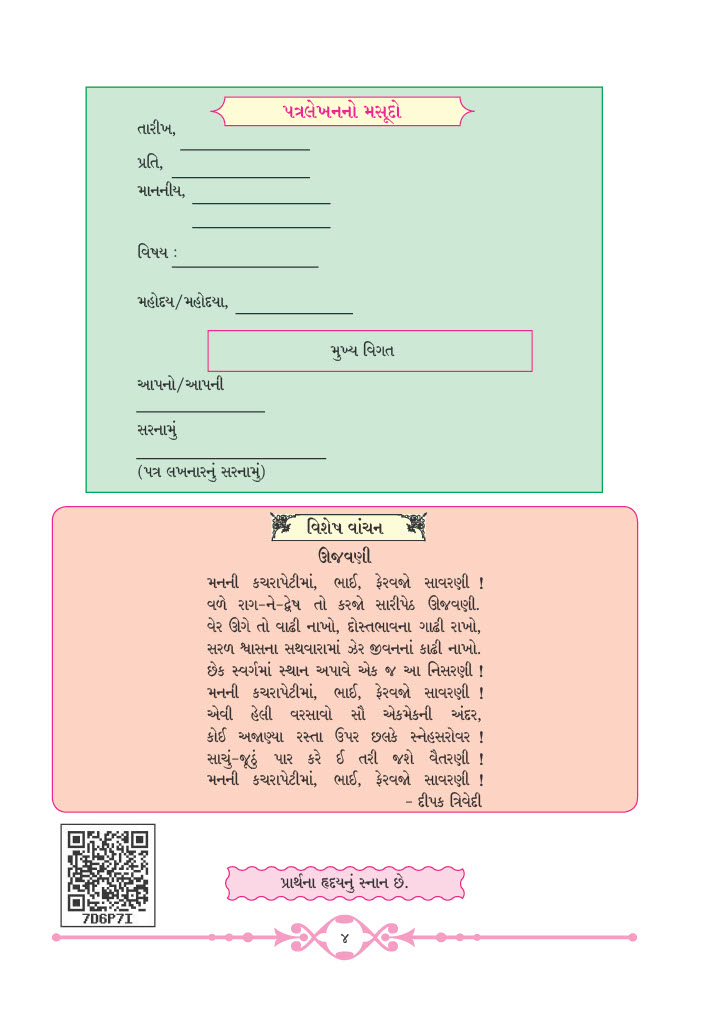 પત્રલેખનનો મસૂદો
તારીખ,
પ્રતિ,
માનનીય,
વિષય :
મહોદય/મહોદયા,
મુખ્ય વિગત
આપનો/આપની
સરનામું
(પત્ર લખનારનું સરનામું)
વિશેષ વાંચન
ઊજવણી
મનની કચરાપેટીમાં, ભાઈ, ફેરવજો સાવરણી !
વળે રાગ-ને-દ્વેષ તો કરજો સારીપેઠ ઊજવણી.
વેર ઊગે તો વાઢી નાખો, દોસ્તભાવના ગાઢી રાખો,
સરળ શ્વાસના સથવારામાં ઝેર જીવનનાં કાઢી નાખો.
છેક સ્વર્ગમાં સ્થાન અપાવે એક જ આ નિસરણી !
મનની કચરાપેટીમાં, ભાઈ, ફેરવજો સાવરણી !
એવી હેલી વરસાવો સૌ એકમેકની અંદર,
કોઈ અજાણ્યા રસ્તા ઉપર છલકે સ્નેહસરોવર !
સાચું-જૂઠું પાર કરે ઈ તરી જશે વૈતરણી !
મનની કચરાપેટીમાં, ભાઈ, ફેરવજો સાવરણી !
- દીપક ત્રિવેદી
7D6P7I
પ્રાર્થના હૃદયનું સ્નાન છે.
૪